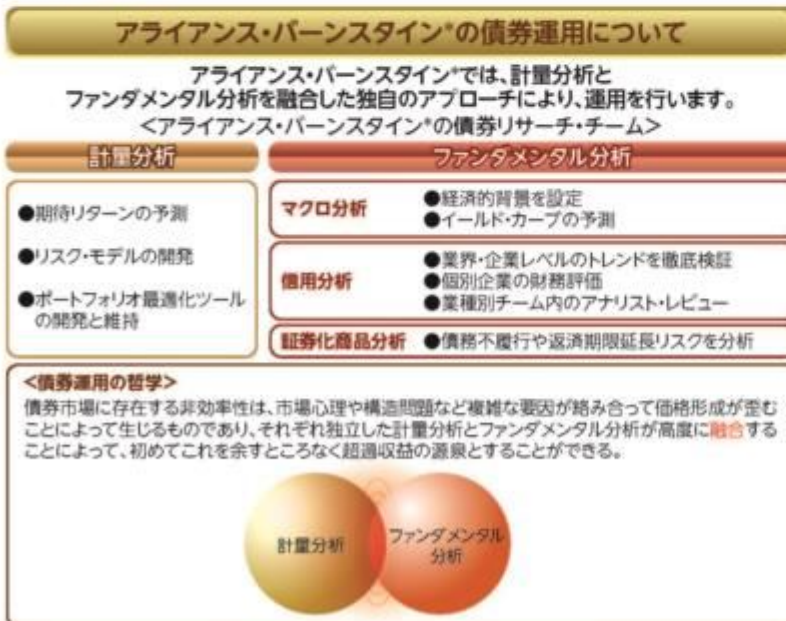 アライアンス・バーンスタイン*の債券運用について
アライアンス・バーンスタイン*では、計量分析と
ファンダメンタル分析を融合した独自のアプローチにより、運用を行います。
<アライアンス・バーンスタイン*の債券リサーチ・チーム>
計量分析
●期待リターンの予測
●リスク・モデルの開発
●ポートフォリオ最適化ツール
の開発と維持
ファンダメンタル分析
マクロ分析
●経済的背景を設定
●イールド・カーブの予測
信用分析
●業界・企業レベルのトレンドを徹底検証
●個別企業の財務評価
●業種別チーム内のアナリスト・レビュー
証券化商品分析 ●債務不履行や返済期限延長リスクを分析
<債券運用の哲学>
債券市場に存在する非効率性は、市場心理や構造問題など複雑な要因が絡み合って価格形成が歪む
ことによって生じるものであり、それぞれ独立した計量分析とファンダメンタル分析が高度に融合する
ことによって、初めてこれを余すところなく超過収益の源泉とすることができる。
計量分析
ファンダメンタル
分析